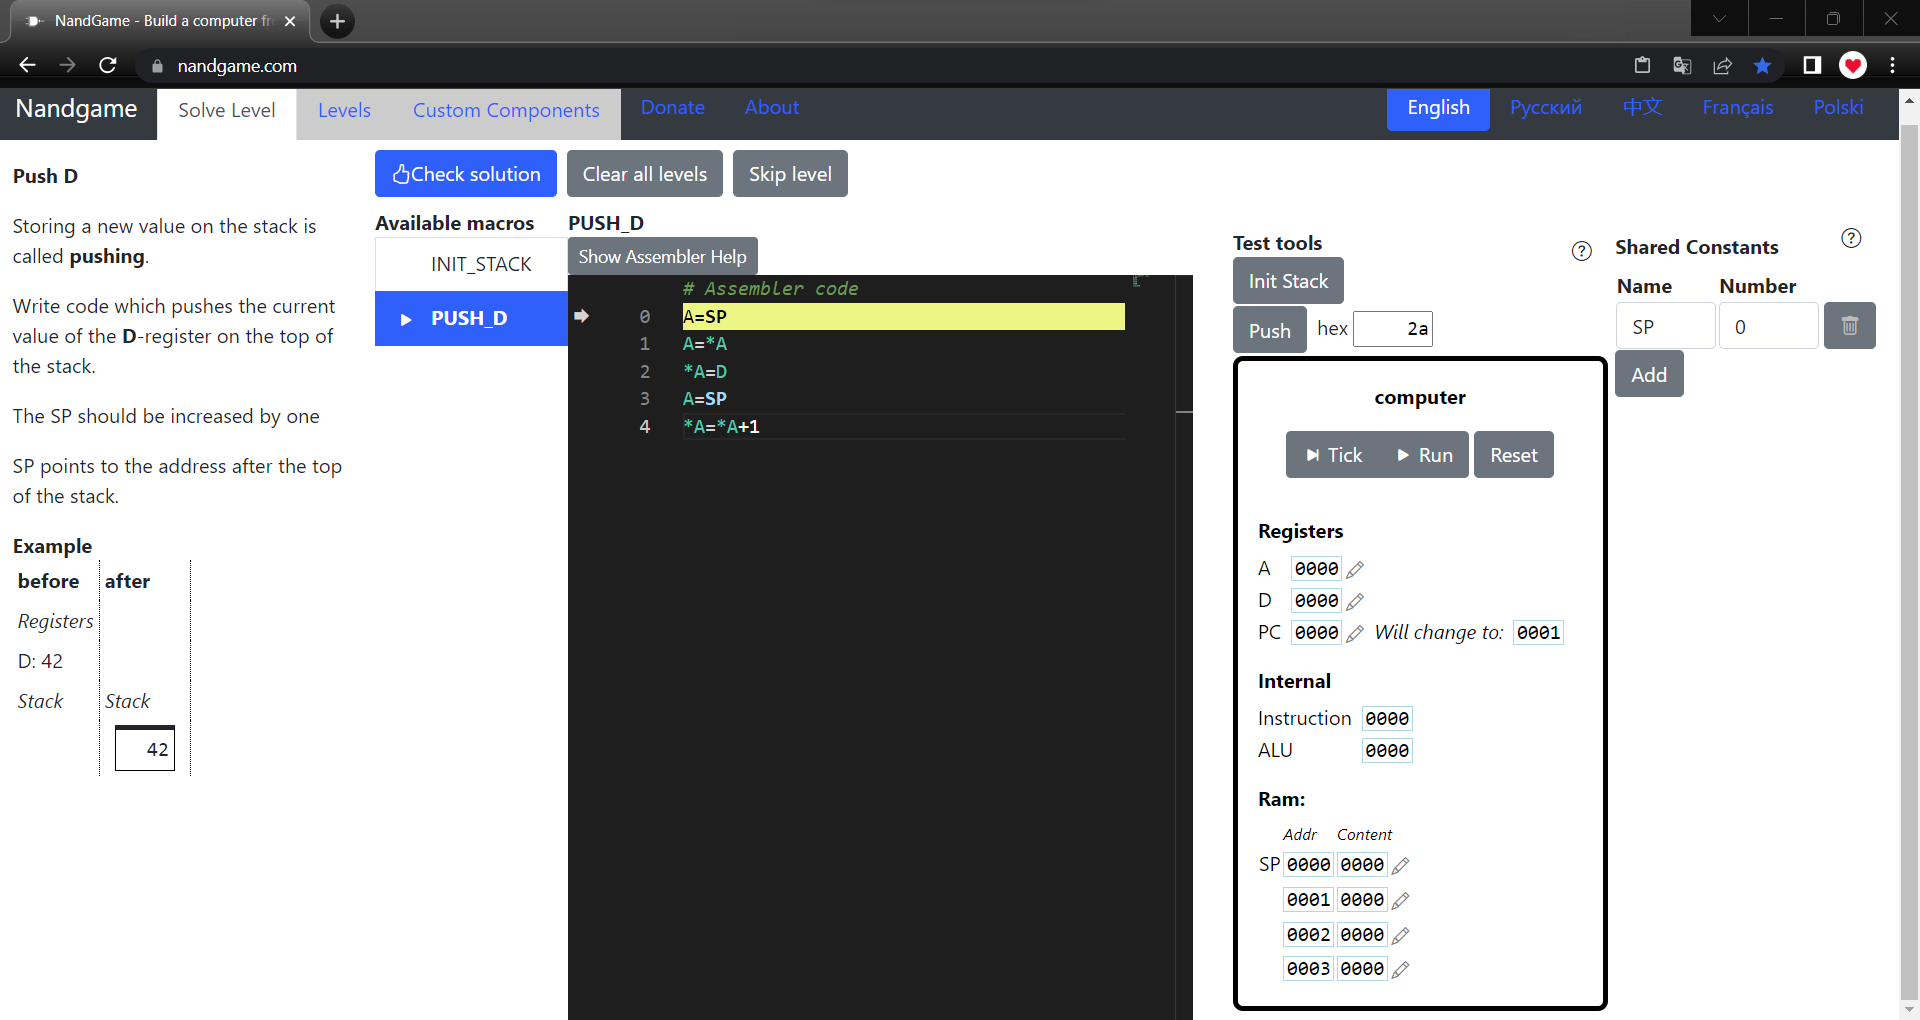 NandGame - Build a computer fr
nandgame.com
Nandgame
Solve Level
Levels
Custom Components
Donate
About
English
Русский
中文
Français
Polski
Push D
Storing a new value on the stack is
called pushing.
Write code which pushes the current
value of the D-register on the top of
the stack.
The SP should be increased by one
SP points to the address after the top
of the stack.
Example
before after
Registers
D: 42
Stack Stack
42
Check solution
Clear all levels
Skip level
Available macros
INIT_STACK
PUSH_D
PUSH_D
Show Assembler Help
# Assembler code
0 A=SP
1 A=*A
2 *A=D
3 A=SP
4 *A=*A+1
Test tools
?
Init Stack
Push hex 2a
computer
Tick Run Reset
Registers
A 0000
D 0000
PC 0000 Will change to: 0001
Internal
Instruction 0000
ALU 0000
Ram:
Addr Content
SP 0000 0000
0001 0000
0002 0000
0003 0000
Shared Constants
?
Name Number
SP 0
Add